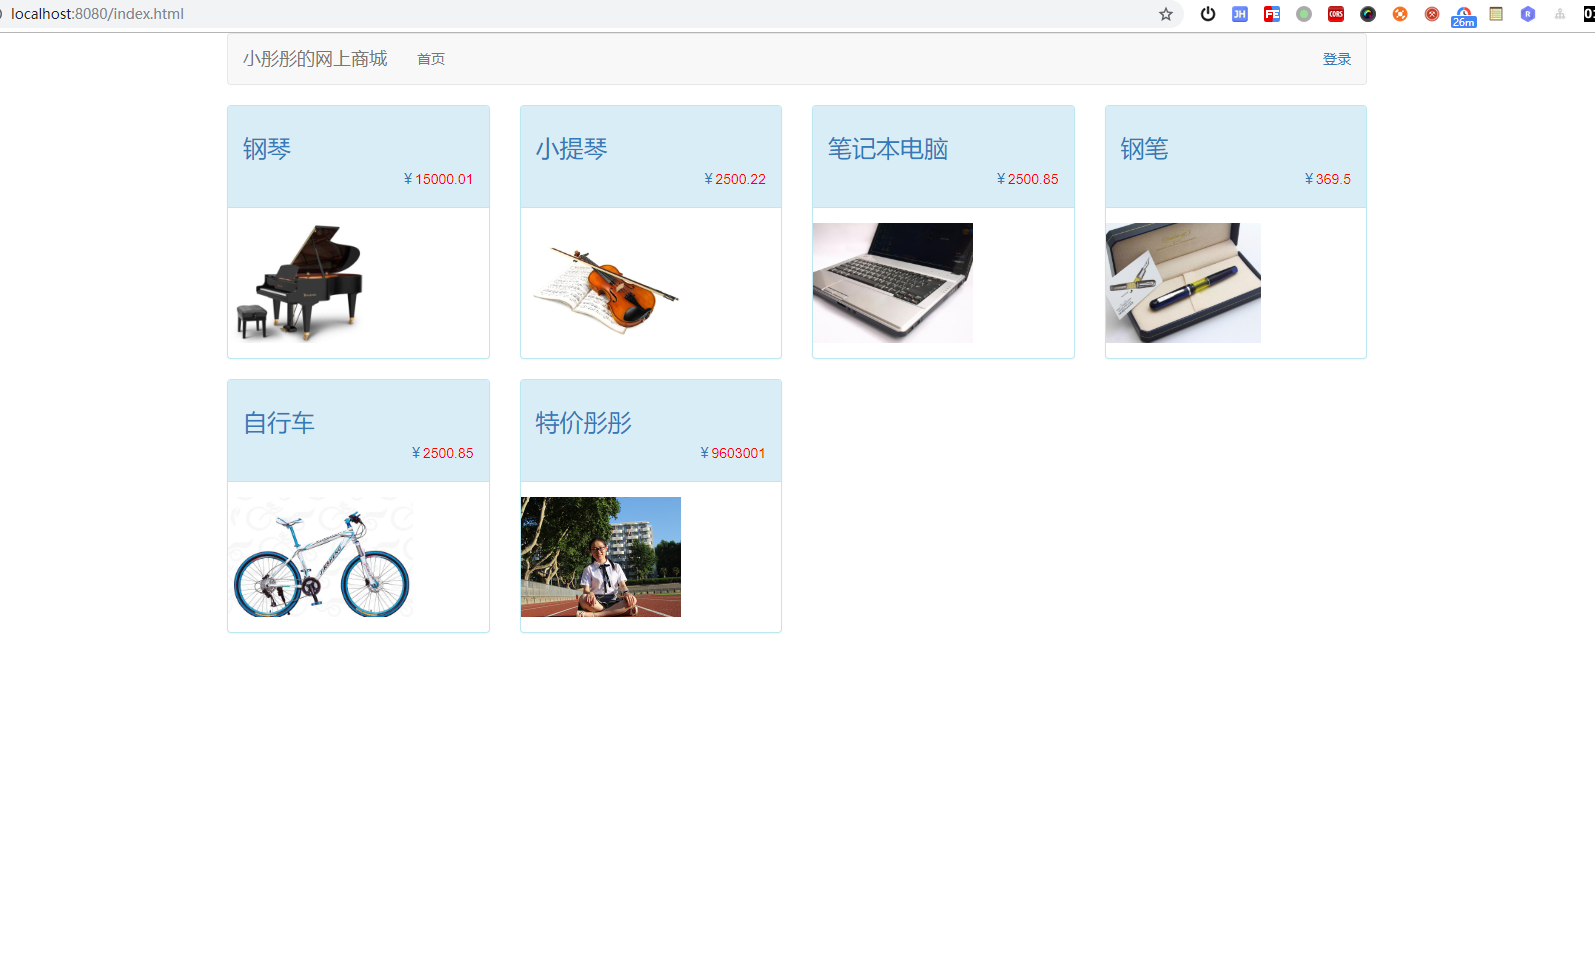 localhost:8080/index.html
JH
FE
CORS
26m
R
小彤彤的网上商城 首页 登录
钢琴
¥ 15000.01
小提琴
¥ 2500.22
笔记本电脑
¥ 2500.85
钢笔
¥ 369.5
自行车
¥ 2500.85
特价彤彤
¥ 9603001